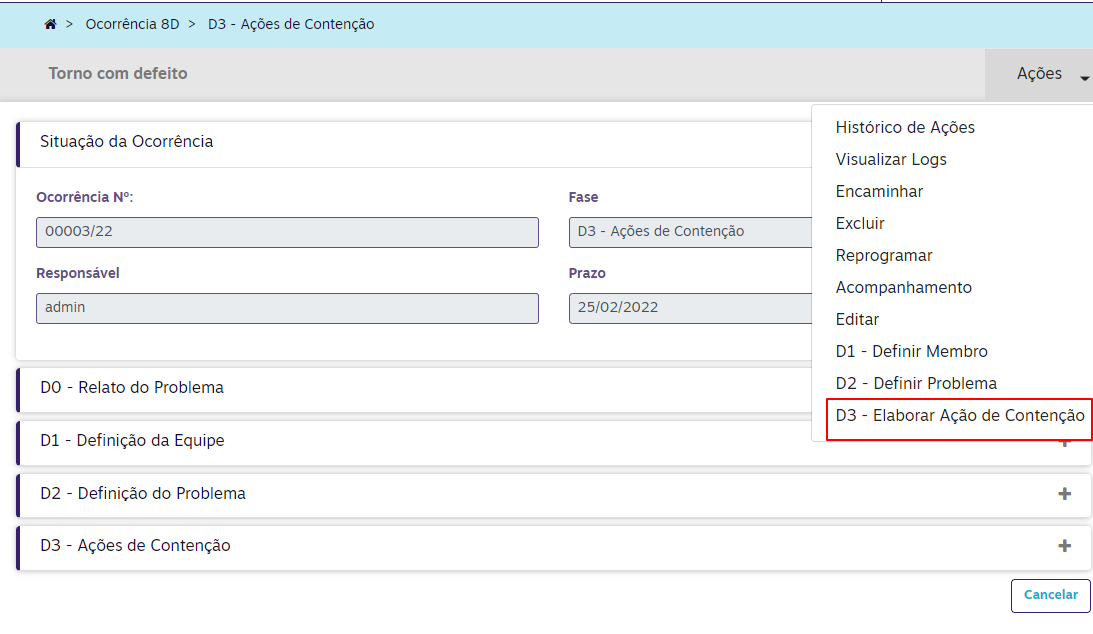 > Ocorrência 8D > D3 - Ações de Contenção
Torno com defeito
Ações
Histórico de Ações
Visualizar Logs
Encaminhar
Excluir
Reprogramar
Acompanhamento
Editar
D1 - Definir Membro
D2 - Definir Problema
D3 - Elaborar Ação de Contenção
Situação da Ocorrência
Ocorrência Nº:
00003/22
Fase
D3 - Ações de Contenção
Responsável
admin
Prazo
25/02/2022
D0 - Relato do Problema
D1 - Definição da Equipe
D2 - Definição do Problema
D3 - Ações de Contenção
Cancelar